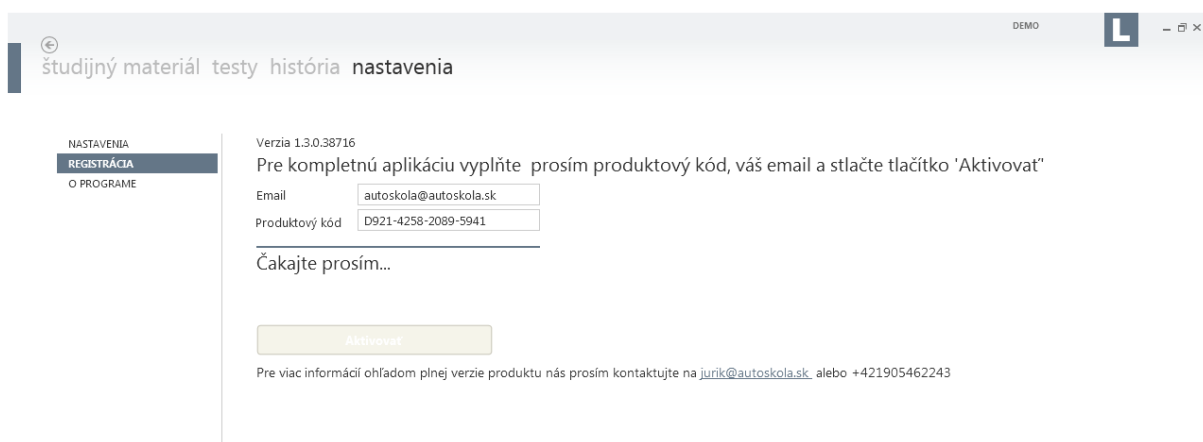 DEMO
L
študijný materiál testy história nastavenia
NASTAVENIA
REGISTRÁCIA
O PROGRAME
Verzia 1.3.0.38716
Pre kompletnú aplikáciu vyplňte prosím produktový kód, váš email a stlačte tlačítko 'Aktivovať"
Email autoskola@autoskola.sk
Produktový kód D921-4258-2089-5941
Čakajte prosím...
Aktivovať
Pre viac informácií ohľadom plnej verzie produktu nás prosím kontaktujte na jurik@autoskola.sk alebo +421905462243